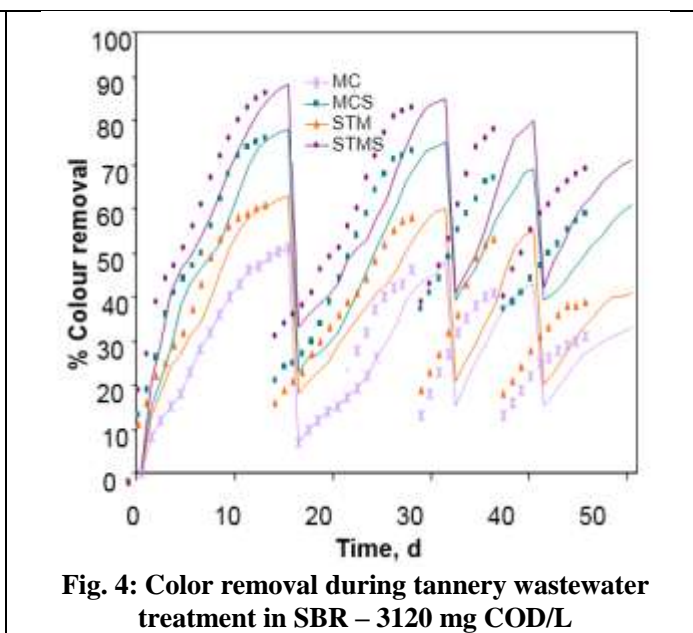 100
90
80
70
60
50
40
30
20
10
0
% Colour removal
MC
MCS
STM
STMS
0 10 20 30 40 50
Time, d
Fig. 4: Color removal during tannery wastewater
treatment in SBR – 3120 mg COD/L